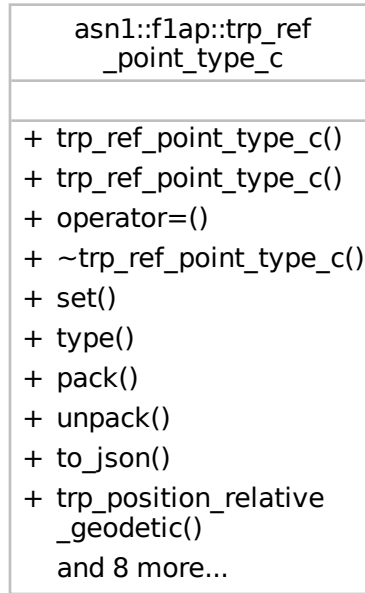 asn1::f1ap::trp_ref
_point_type_c
+ trp_ref_point_type_c()
+ trp_ref_point_type_c()
+ operator=()
+ ~trp_ref_point_type_c()
+ set()
+ type()
+ pack()
+ unpack()
+ to_json()
+ trp_position_relative
_geodetic()
and 8 more...